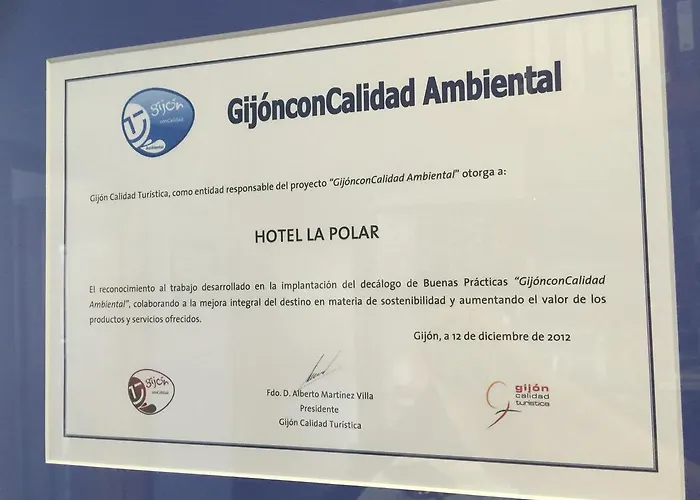 gijón
conCalidad
ambiental
GijónconCalidad Ambiental
Gijón Calidad Turística, como entidad responsable del proyecto “GijónconCalidad Ambiental” otorga a:
HOTEL LA POLAR
El reconocimiento al trabajo desarrollado en la implantación del decálogo de Buenas Prácticas “GijónconCalidad
Ambiental”, colaborando a la mejora integral del destino en materia de sostenibilidad y aumentando el valor de los
productos y servicios ofrecidos.
Gijón, a 12 de diciembre de 2012
gijón
conCalidad
Fdo. D. Alberto Martínez Villa
Presidente
Gijón Calidad Turística
gijón
calidad
turística